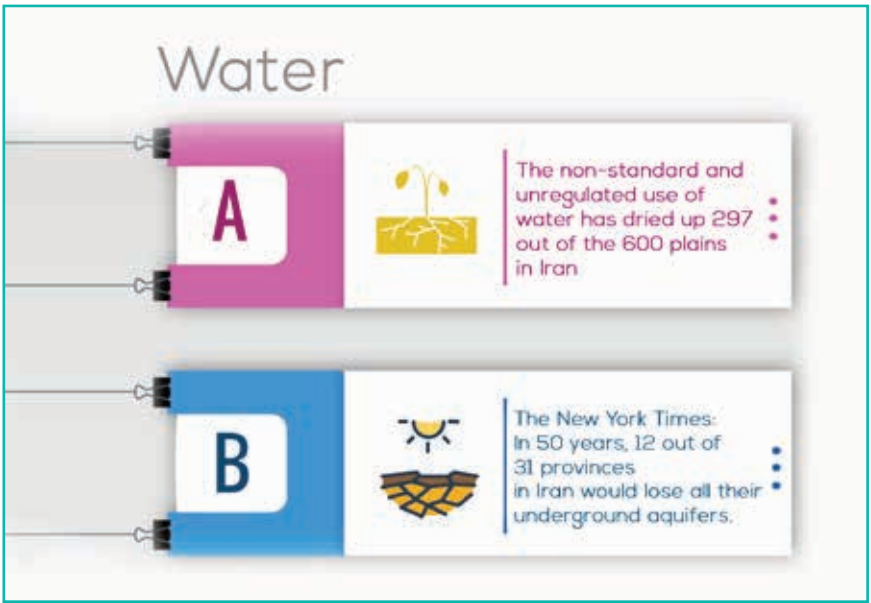 Water
A
The non-standard and
unregulated use of
water has dried up 297
out of the 600 plains
in Iran
B
The New York Times:
In 50 years, 12 out of
31 provinces
in Iran would lose all their
underground aquifers.